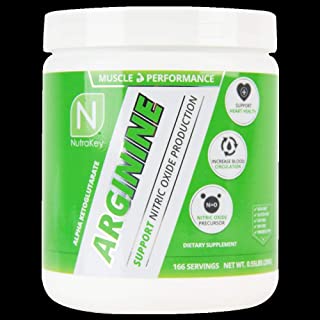 MUSCLE PERFORMANCE
N
NutraKey
ALPHA KETOGLUTARATE
ARGININE
SUPPORT NITRIC OXIDE PRODUCTION
SUPPORT
HEART HEALTH
INCREASE BLOOD
CIRCULATION
N=O
NITRIC OXIDE
PRECURSOR
DIETARY SUPPLEMENT
166 SERVINGS NET WT.